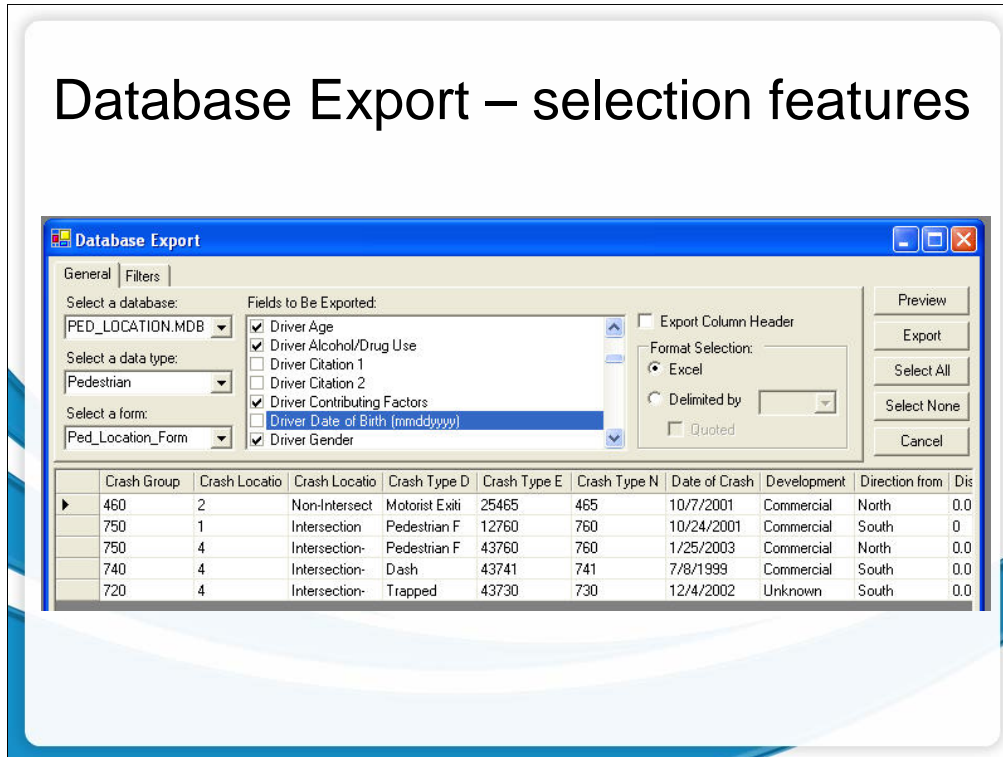 Database Export – selection features
Database Export
General Filters
Select a database:
PED_LOCATION.MDB
Select a data type:
Pedestrian
Select a form:
Ped_Location_Form
Fields to Be Exported:
Driver Age
Driver Alcohol/Drug Use
Driver Citation 1
Driver Citation 2
Driver Contributing Factors
Driver Date of Birth (mmddyyyy)
Driver Gender
Export Column Header
Format Selection:
Excel
Delimited by
Quoted
Preview
Export
Select All
Select None
Cancel
Crash Group Crash Locatio Crash Locatio Crash Type D Crash Type E Crash Type N Date of Crash Development Direction from Dis
460 2 Non-Intersect Motorist Exiti 25465 465 10/7/2001 Commercial North
750 1 Intersection Pedestrian F 12760 760 10/24/2001 Commercial South 0
750 4 Intersection- Pedestrian F 43760 760 1/25/2003 Commercial North 0.0
740 4 Intersection- Dash 43741 741 7/8/1999 Commercial South 0.0
720 4 Intersection- Trapped 43730 730 12/4/2002 Unknown South 0.0